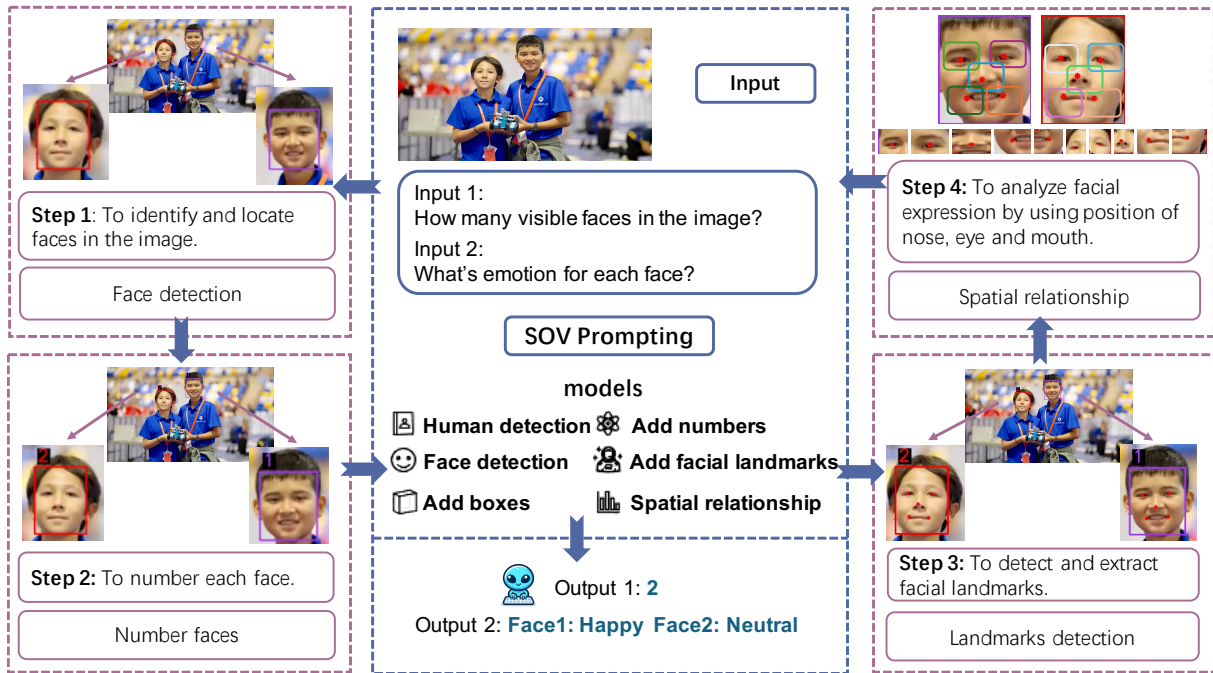 Step 1: To identify and locate
faces in the image.
Face detection
2
1
Step 2: To number each face.
Number faces
Input
Input 1:
How many visible faces in the image?
Input 2:
What's emotion for each face?
SOV Prompting
models
Human detection
Add numbers
Face detection
Add facial landmarks
Add boxes
Spatial relationship
Output 1: 2
Output 2: Face1: Happy Face2: Neutral
2
1
Step 3: To detect and extract
facial landmarks.
Landmarks detection
Step 4: To analyze facial
expression by using position of
nose, eye and mouth.
Spatial relationship